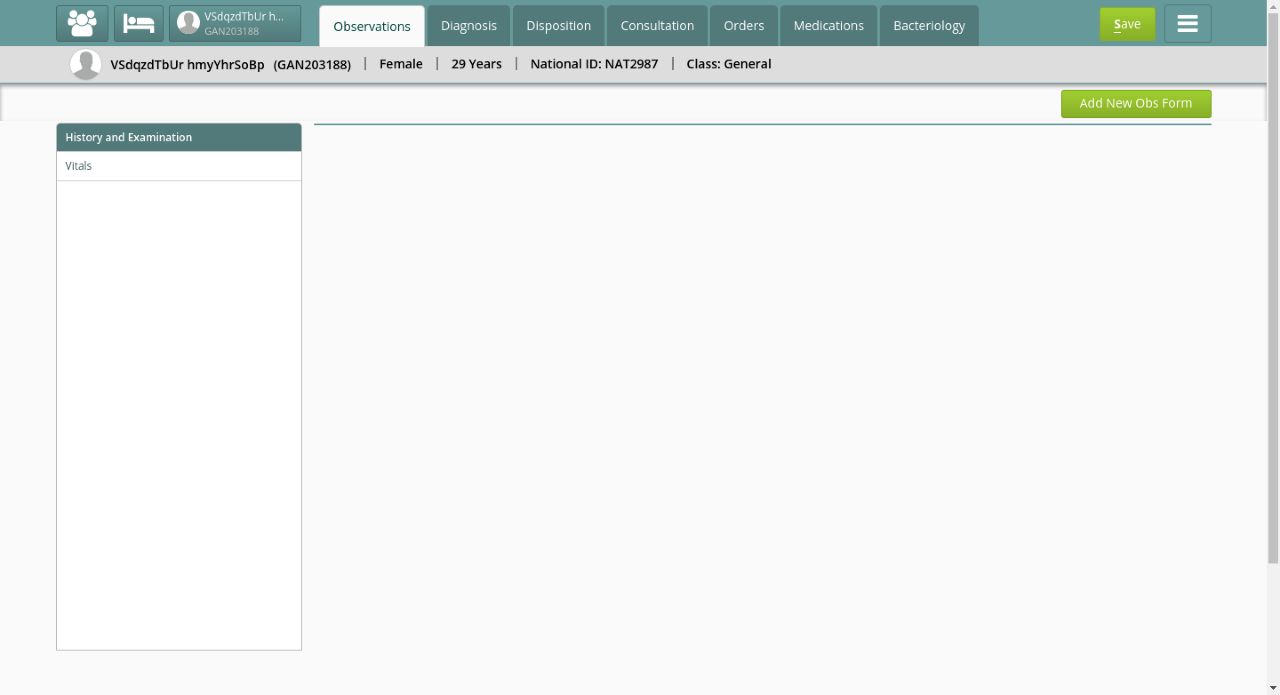 VSdqzdTbUr h...
GAN203188
Observations
Diagnosis
Disposition
Consultation
Orders
Medications
Bacteriology
Save
VSdqzdTbUr hmyYhrSoBp (GAN203188) | Female | 29 Years | National ID: NAT2987 | Class: General
Add New Obs Form
History and Examination
Vitals